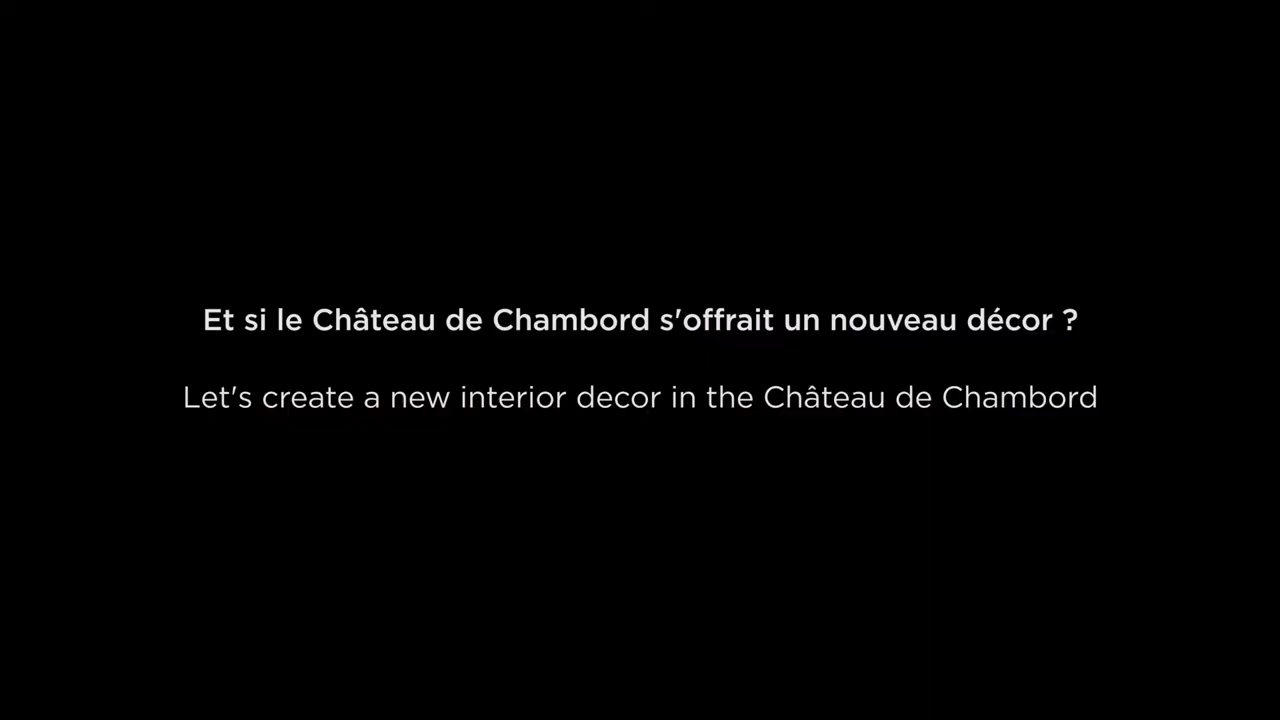 Et si le Château de Chambord s'offrait un nouveau décor ?
Let's create a new interior decor in the Château de Chambord